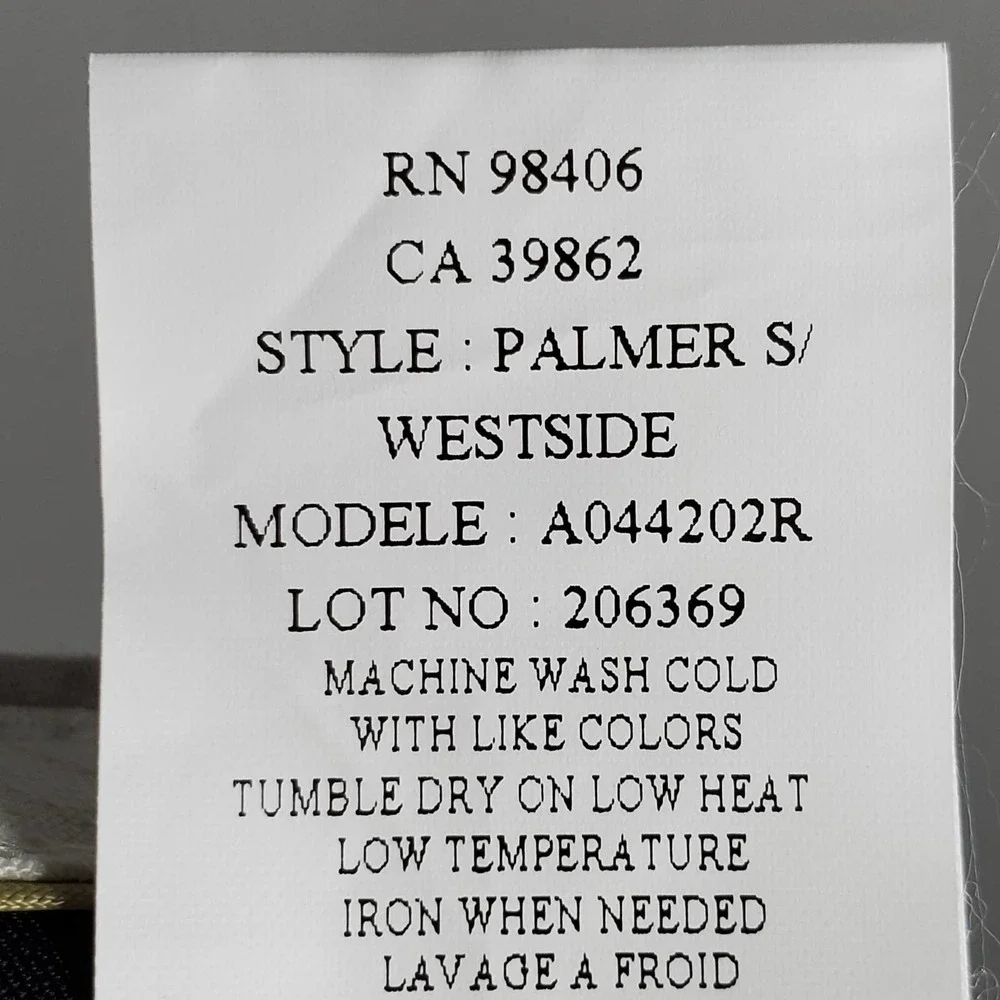 RN 98406
CA 39862
STYLE : PALMER S/
WESTSIDE
MODELE : A044202R
LOT NO : 206369
MACHINE WASH COLD
WITH LIKE COLORS
TUMBLE DRY ON LOW HEAT
LOW TEMPERATURE
IRON WHEN NEEDED
LAVAGE A FROID